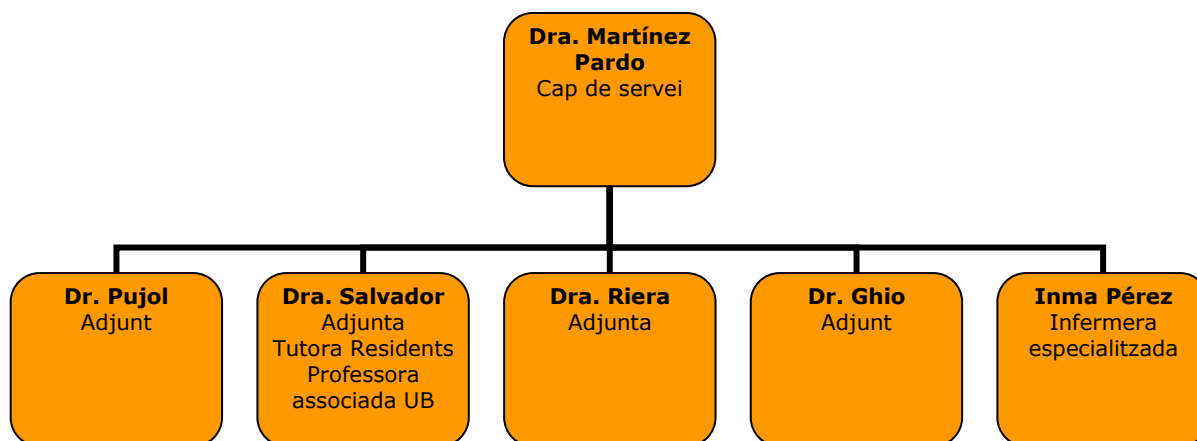 Dra. Martínez
Pardo
Cap de servei
Dr. Pujol
Adjunt
Dra. Salvador
Adjunta
Tutora Residents
Professora
associada UB
Dra. Riera
Adjunta
Dr. Ghio
Adjunt
Inma Pérez
Infermera
especialitzada